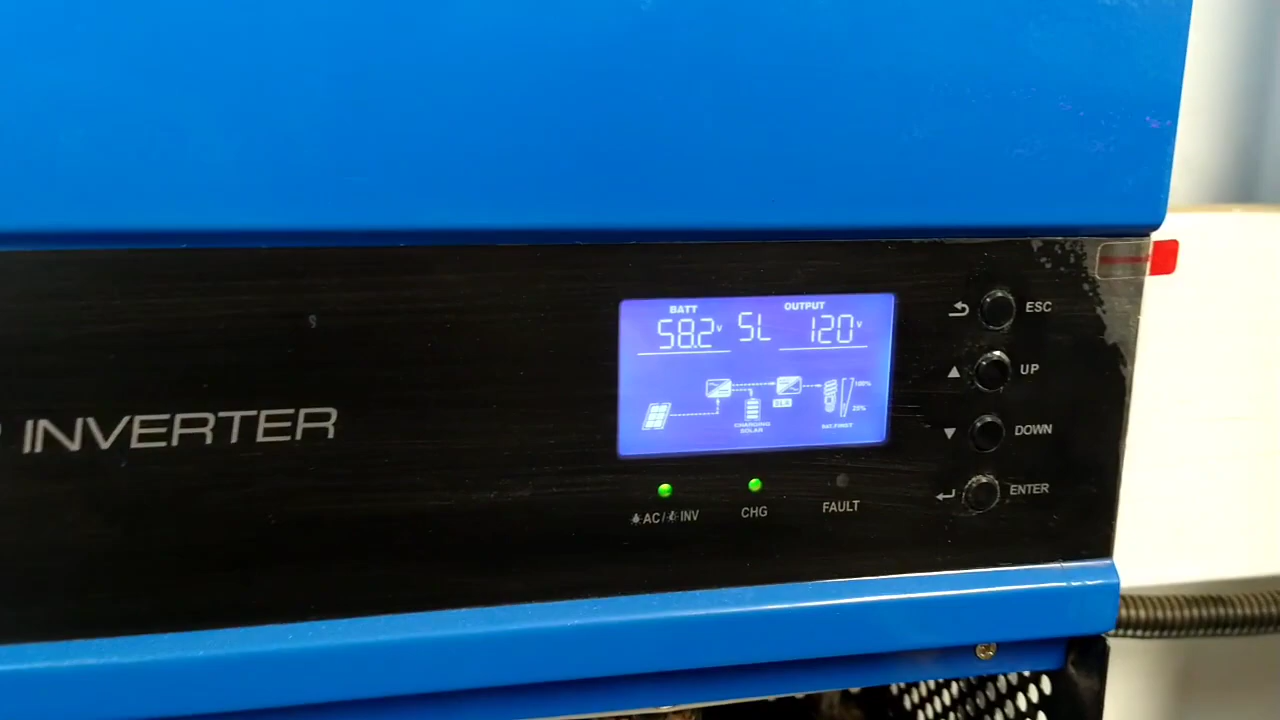 INVERTER
BATT
58.2V
SL
OUTPUT
120V
100%
25%
CHARGING
SOLAR
SLA
BAT.FIRST
AC/INV
CHG
FAULT
ESC
UP
DOWN
ENTER